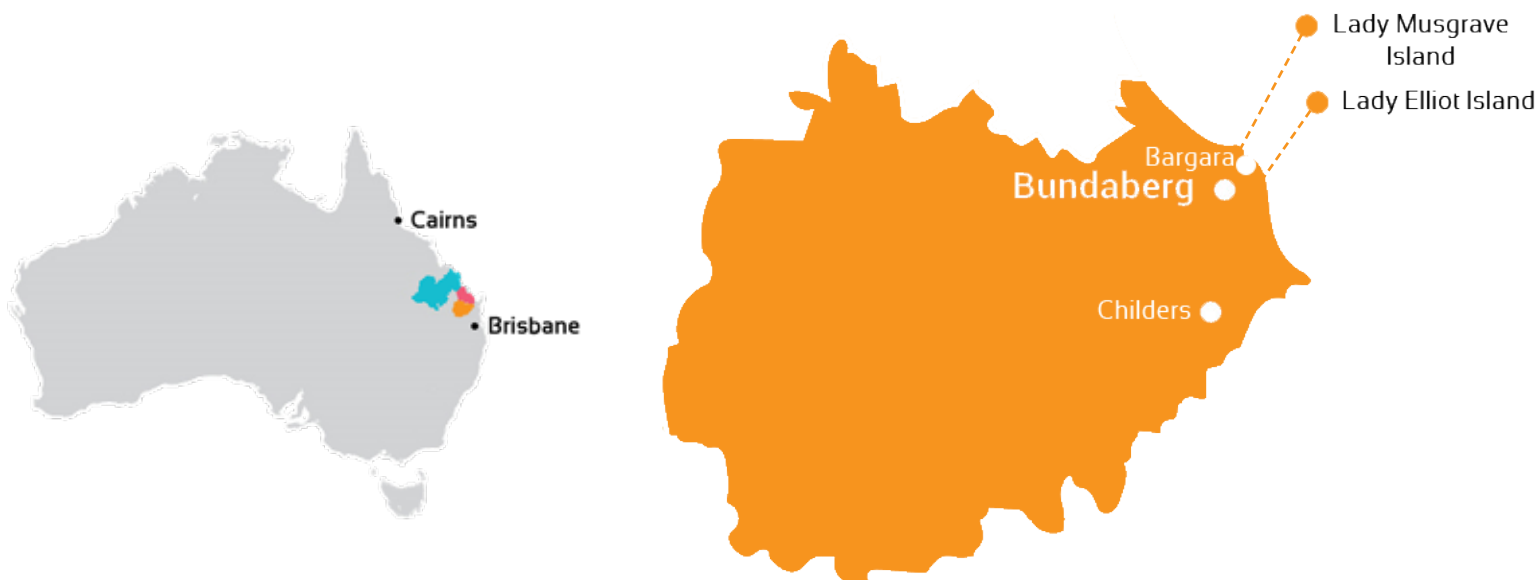 Cairns
Brisbane
Lady Musgrave
Island
Lady Elliot Island
Bargara
Bundaberg
Childers